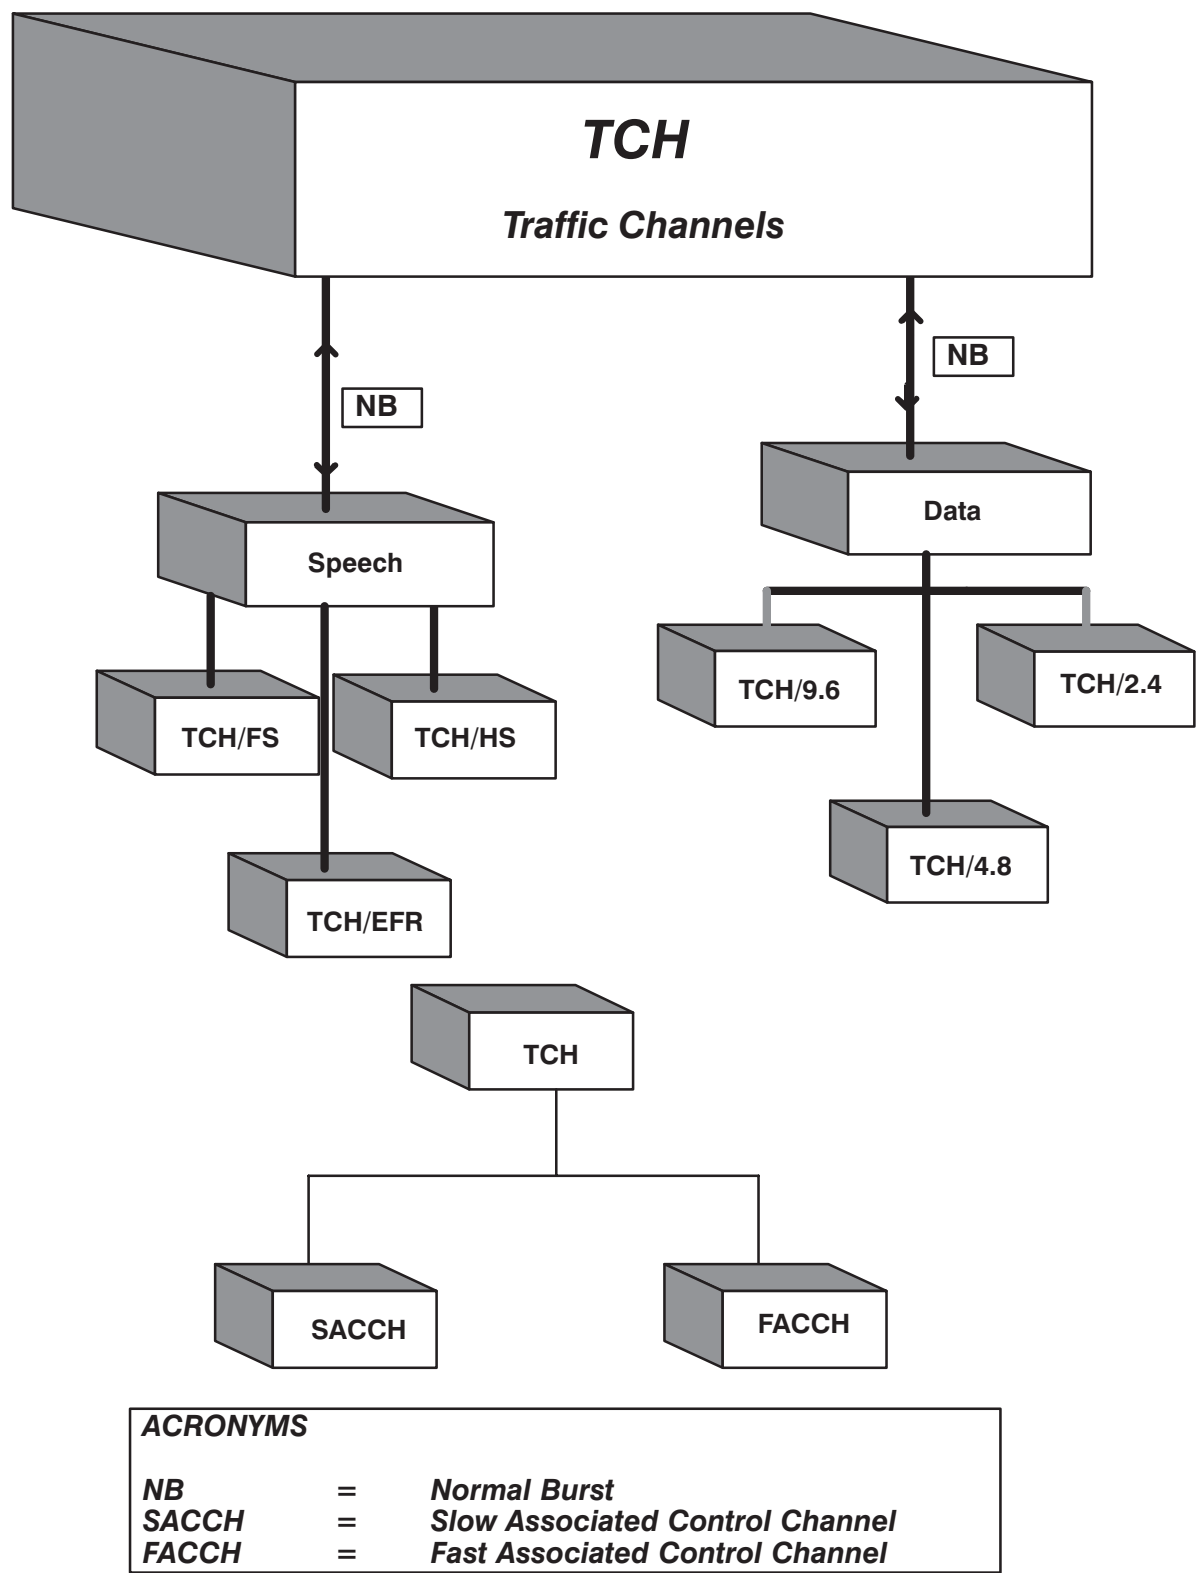 TCH
Traffic Channels
NB
NB
Speech
Data
TCH/FS
TCH/HS
TCH/9.6
TCH/2.4
TCH/EFR
TCH/4.8
TCH
SACCH
FACCH
ACRONYMS
NB = Normal Burst
SACCH = Slow Associated Control Channel
FACCH = Fast Associated Control Channel